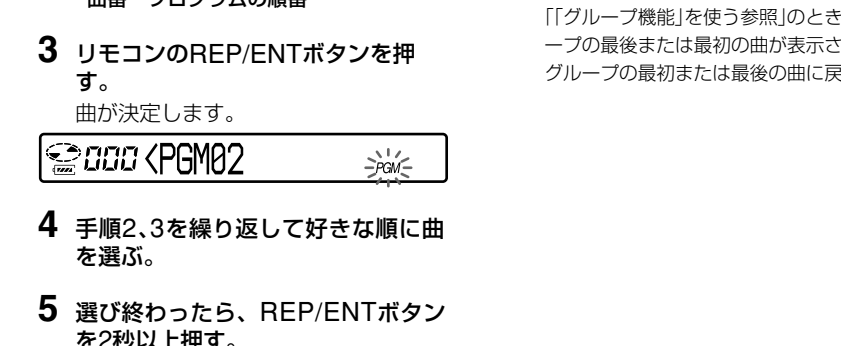 曲番 プログラムの順番
3 リモコンのREP/ENTボタンを押
す。
曲が決定します。
000 <PGM02 PGM
4 手順2、3を繰り返して好きな順に曲
を選ぶ。
5 選び終わったら、REP/ENTボタン
を2秒以上押す。
「「グループ機能」を使う参照」のとき
ープの最後または最初の曲が表示さ
グループの最初または最後の曲に戻